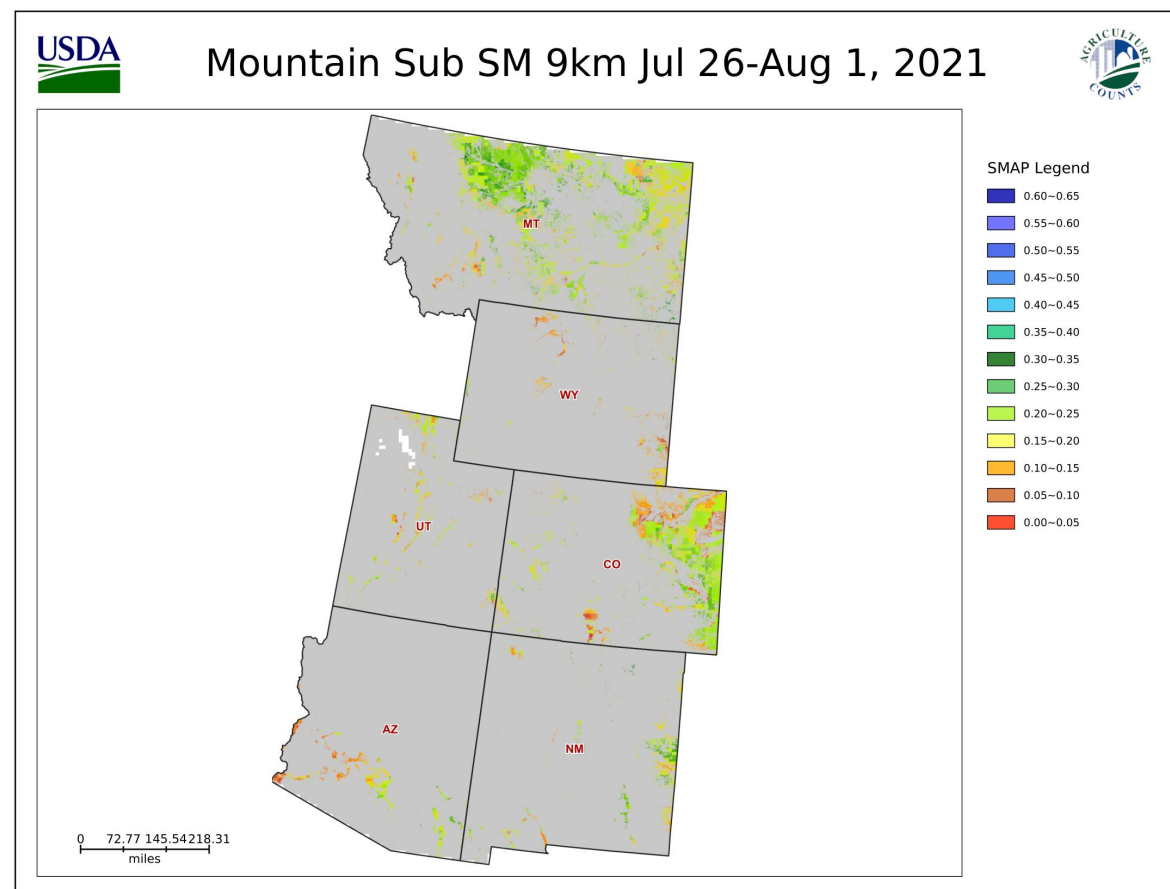 USDA
Mountain Sub SM 9km Jul 26-Aug 1, 2021
AGRICULTURE
COUNTS
SMAP Legend
0.60~0.65
0.55~0.60
0.50~0.55
0.45~0.50
0.40~0.45
0.35~0.40
0.30~0.35
0.25~0.30
0.20~0.25
0.15~0.20
0.10~0.15
0.05~0.10
0.00~0.05
MT
WY
UT
CO
AZ
NM
0 72.77 145.54 218.31
miles